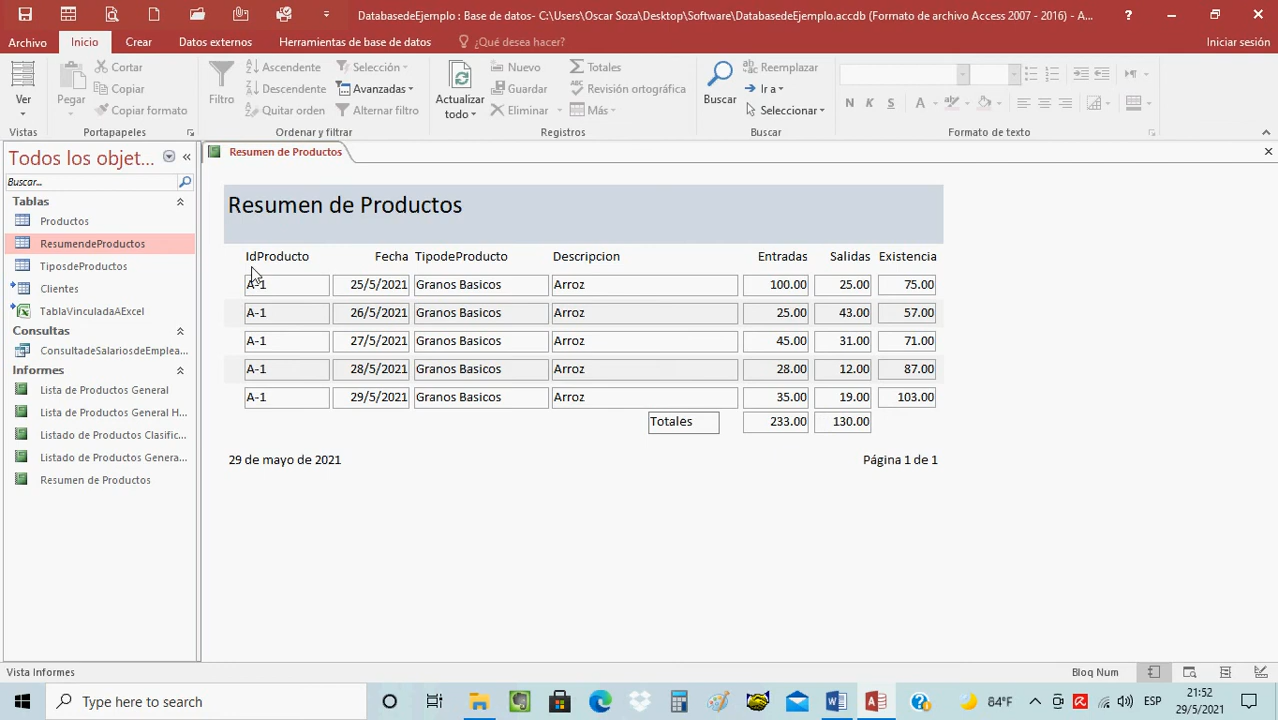 DatabasedeEjemplo : Base de datos- C:\Users\Oscar Soza\Desktop\Software\DatabasedeEjemplo.accdb (Formato de archivo Access 2007 - 2016) - A... ?
Archivo Inicio Crear Datos externos Herramientas de base de datos ¿Qué desea hacer? Iniciar sesión
Cortar Ascendente Selección Nuevo Totales Reemplazar
Copiar Descendente Avanzadas Guardar Revisión ortográfica Ir a
Ver Pegar Filtro Actualizar Buscar N K S A
Copiar formato Quitar orden Alternar filtro todo Eliminar Más Seleccionar
Vistas Portapapeles Ordenar y filtrar Registros Buscar Formato de texto
Todos los objet...
Buscar...
Tablas
Productos
ResumendeProductos
TiposdeProductos
Clientes
TablaVinculadaAExcel
Consultas
ConsultadeSalariosdeEmplea...
Informes
Lista de Productos General
Lista de Productos General H...
Listado de Productos Clasific...
Listado de Productos Genera...
Resumen de Productos
Resumen de Productos
Resumen de Productos
IdProducto Fecha TipodeProducto Descripcion Entradas Salidas Existencia
A-1 25/5/2021 Granos Basicos Arroz 100.00 25.00 75.00
A-1 26/5/2021 Granos Basicos Arroz 25.00 43.00 57.00
A-1 27/5/2021 Granos Basicos Arroz 45.00 31.00 71.00
A-1 28/5/2021 Granos Basicos Arroz 28.00 12.00 87.00
A-1 29/5/2021 Granos Basicos Arroz 35.00 19.00 103.00
Totales 233.00 130.00
29 de mayo de 2021 Página 1 de 1
Vista Informes Bloq Num
Type here to search 84°F ESP 21:52
29/5/2021